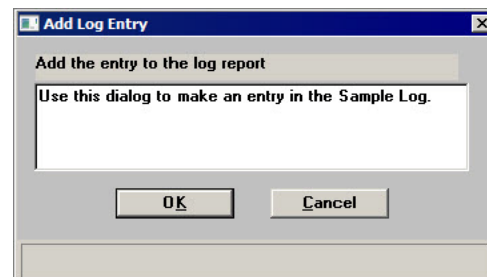 Add Log Entry
Add the entry to the log report
Use this dialog to make an entry in the Sample Log.
OK
Cancel